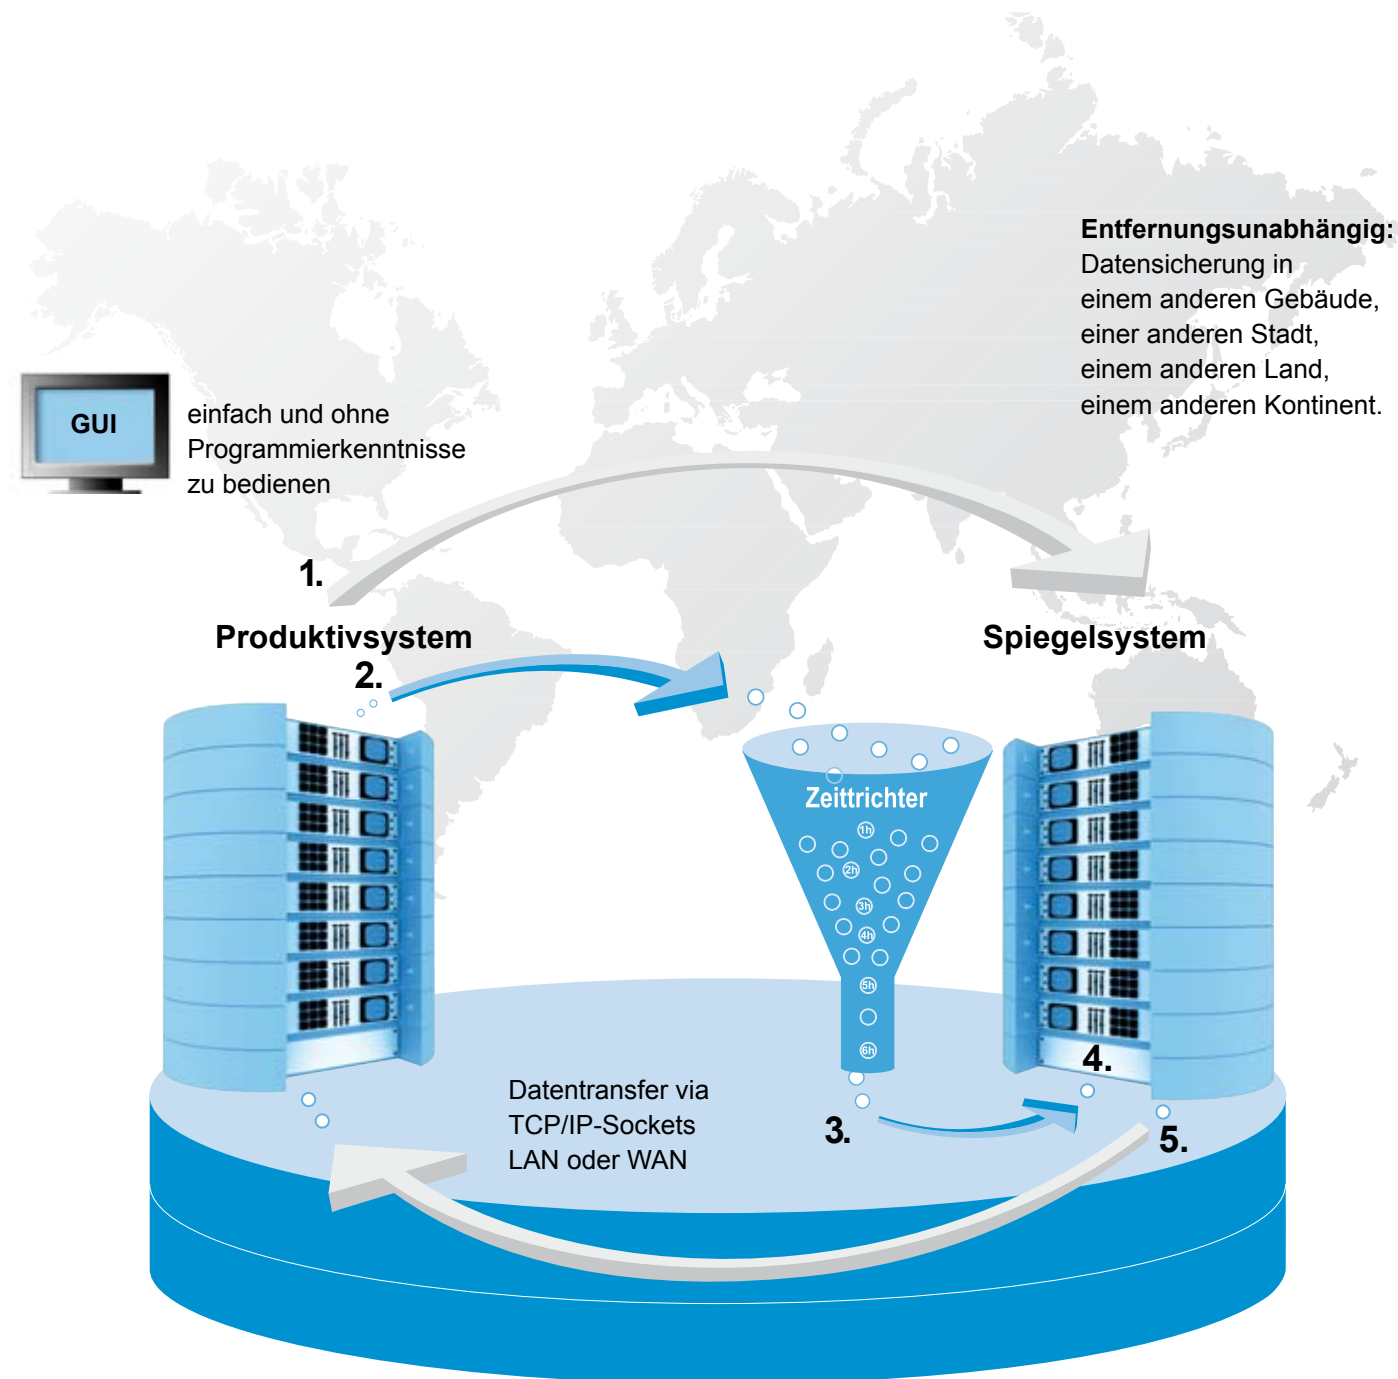 Entfernungsunabhängig:
Datensicherung in
einem anderen Gebäude,
einer anderen Stadt,
einem anderen Land,
einem anderen Kontinent.
GUI
einfach und ohne
Programmierkenntnisse
zu bedienen
1.
Produktivsystem
Spiegelsystem
2.
Zeittrichter
1h
2h
3h
4h
5h
6h
4.
Datentransfer via
TCP/IP-Sockets
LAN oder WAN
3.
5.